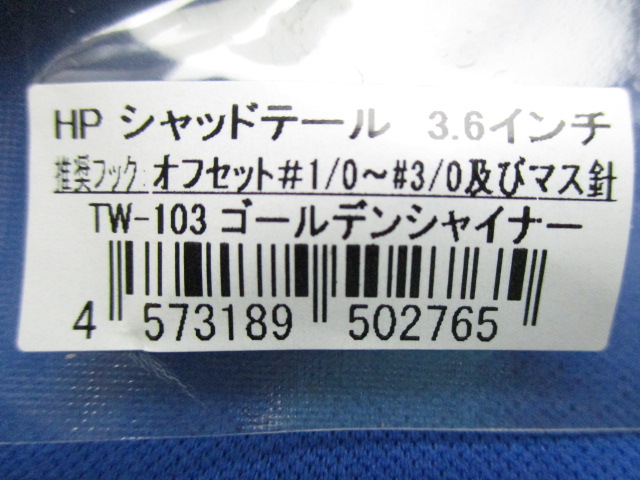 HP シャッドテール 3.6インチ
推奨フック：オフセット#1/0～#3/0及びマス針
TW-103 ゴールデンシャイナー
4 573189 502765